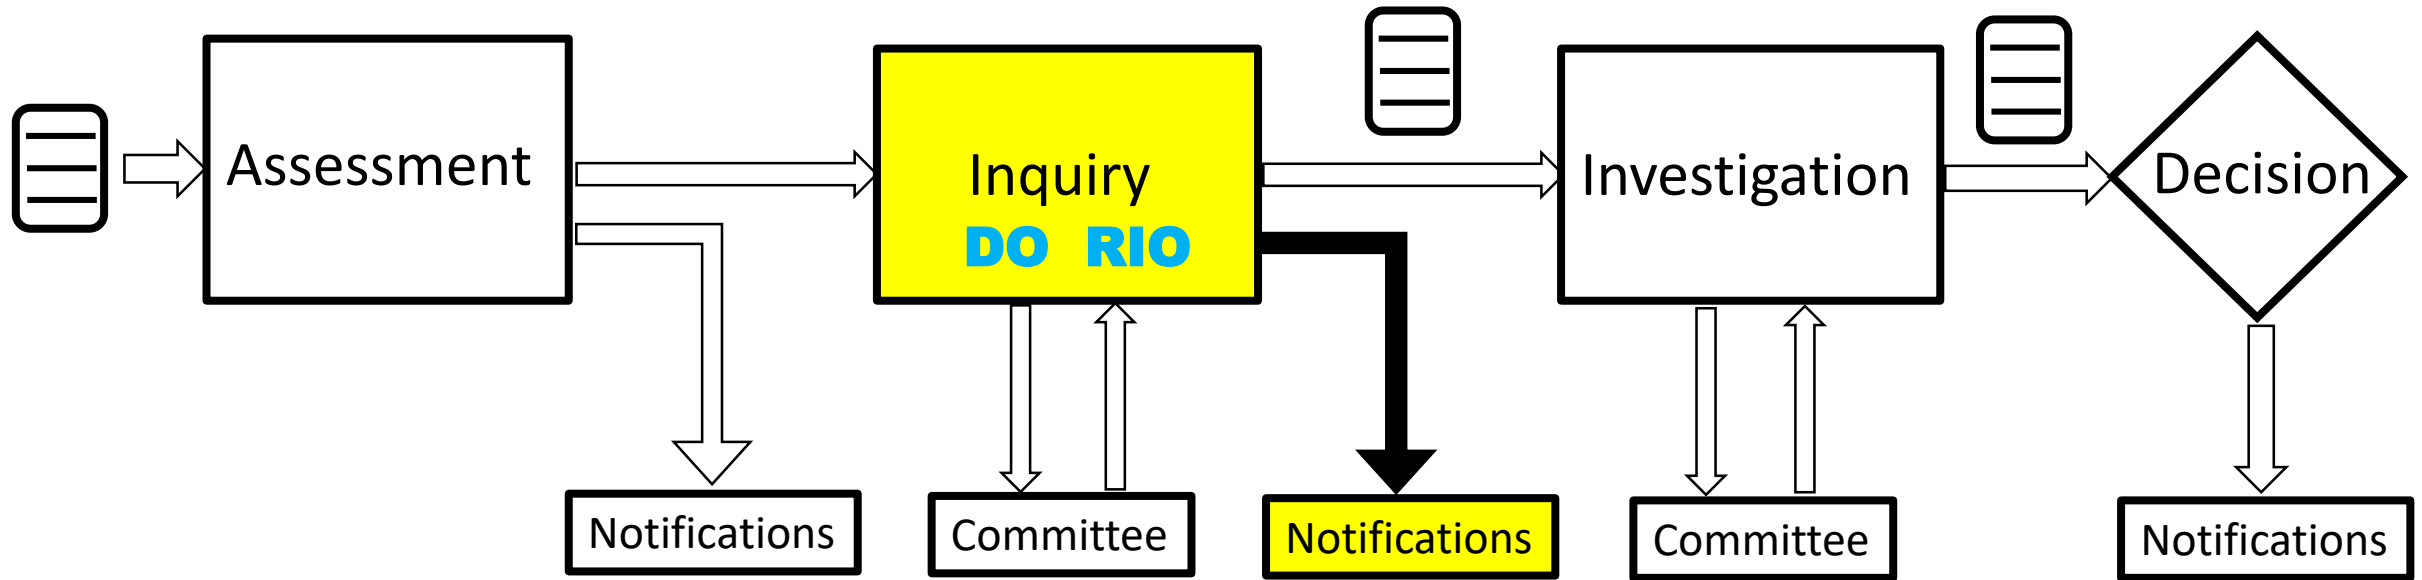 Assessment
Inquiry
DO RIO
Investigation
Decision
Notifications
Committee
Notifications
Committee
Notifications